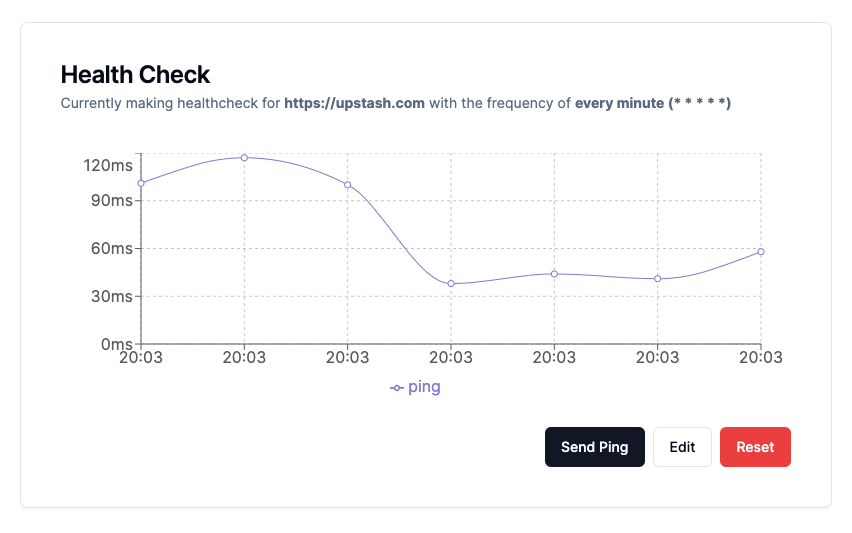 Health Check
Currently making healthcheck for https://upstash.com with the frequency of every minute (* * * * *)
120ms
90ms
60ms
30ms
0ms
20:03 20:03 20:03 20:03 20:03 20:03 20:03
ping
Send Ping Edit Reset